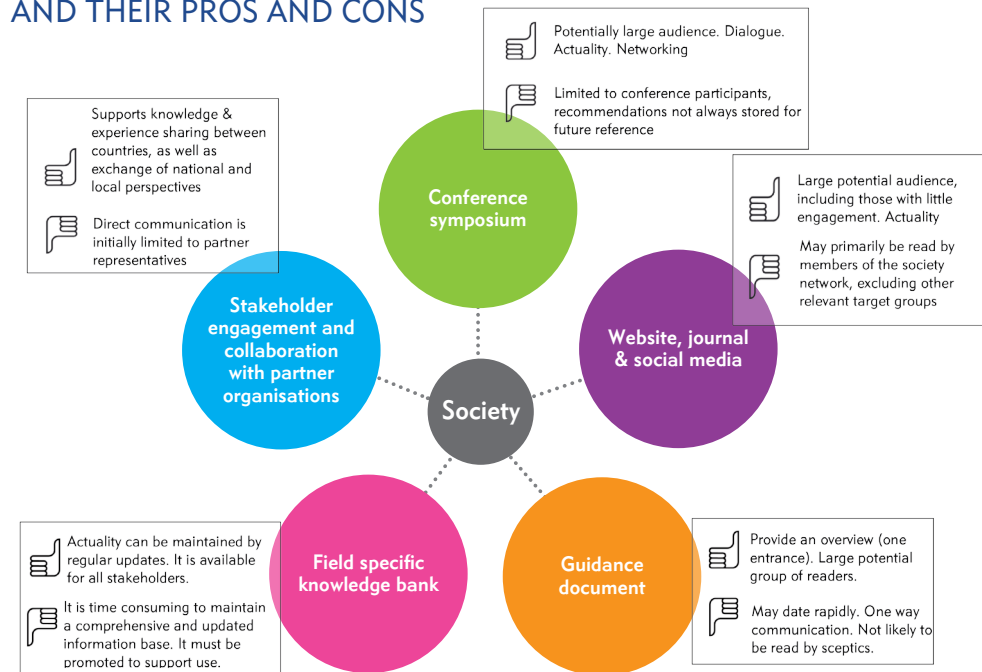 AND THEIR PROS AND CONS
Potentially large audience. Dialogue.
Actuality. Networking
Limited to conference participants,
recommendations not always stored for
future reference
Supports knowledge &
experience sharing between
countries, as well as
exchange of national and
local perspectives
Direct communication is
initially limited to partner
representatives
Conference
symposium
Large potential audience,
including those with little
engagement. Actuality
May primarily be read by
members of the society
network, excluding other
relevant target groups
Stakeholder
engagement and
collaboration
with partner
organisations
Website, journal
& social media
Society
Field specific
knowledge bank
Guidance
document
Actuality can be maintained by
regular updates. It is available
for all stakeholders.
It is time consuming to maintain
a comprehensive and updated
information base. It must be
promoted to support use.
Provide an overview (one
entrance). Large potential
group of readers.
May date rapidly. One way
communication. Not likely to
be read by sceptics.